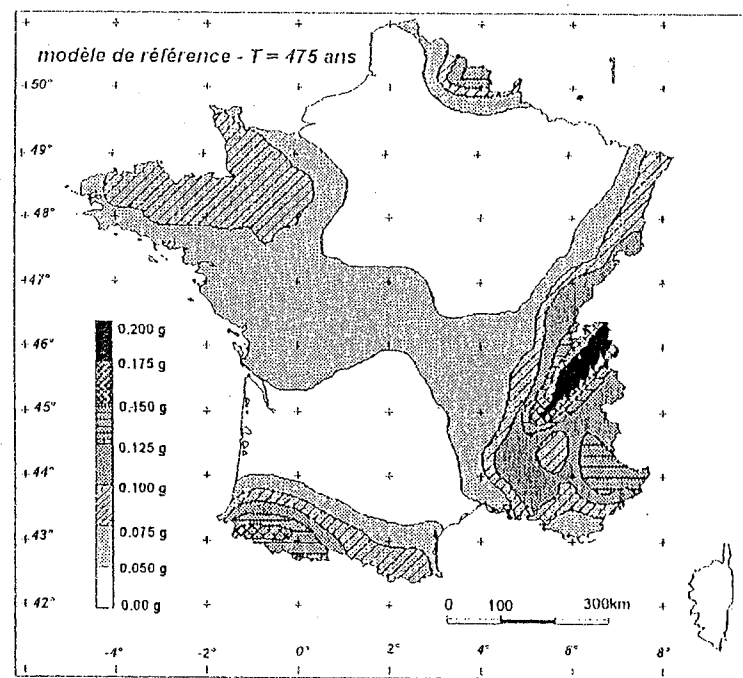 modèle de référence - T = 475 ans
50°
49°
48°
47°
46°
45°
44°
43°
42°
0.200 g
0.175 g
0.150 g
0.125 g
0.100 g
0.075 g
0.050 g
0.00 g
0 100 300km
-4° -2° 0° 2° 4° 6° 8°